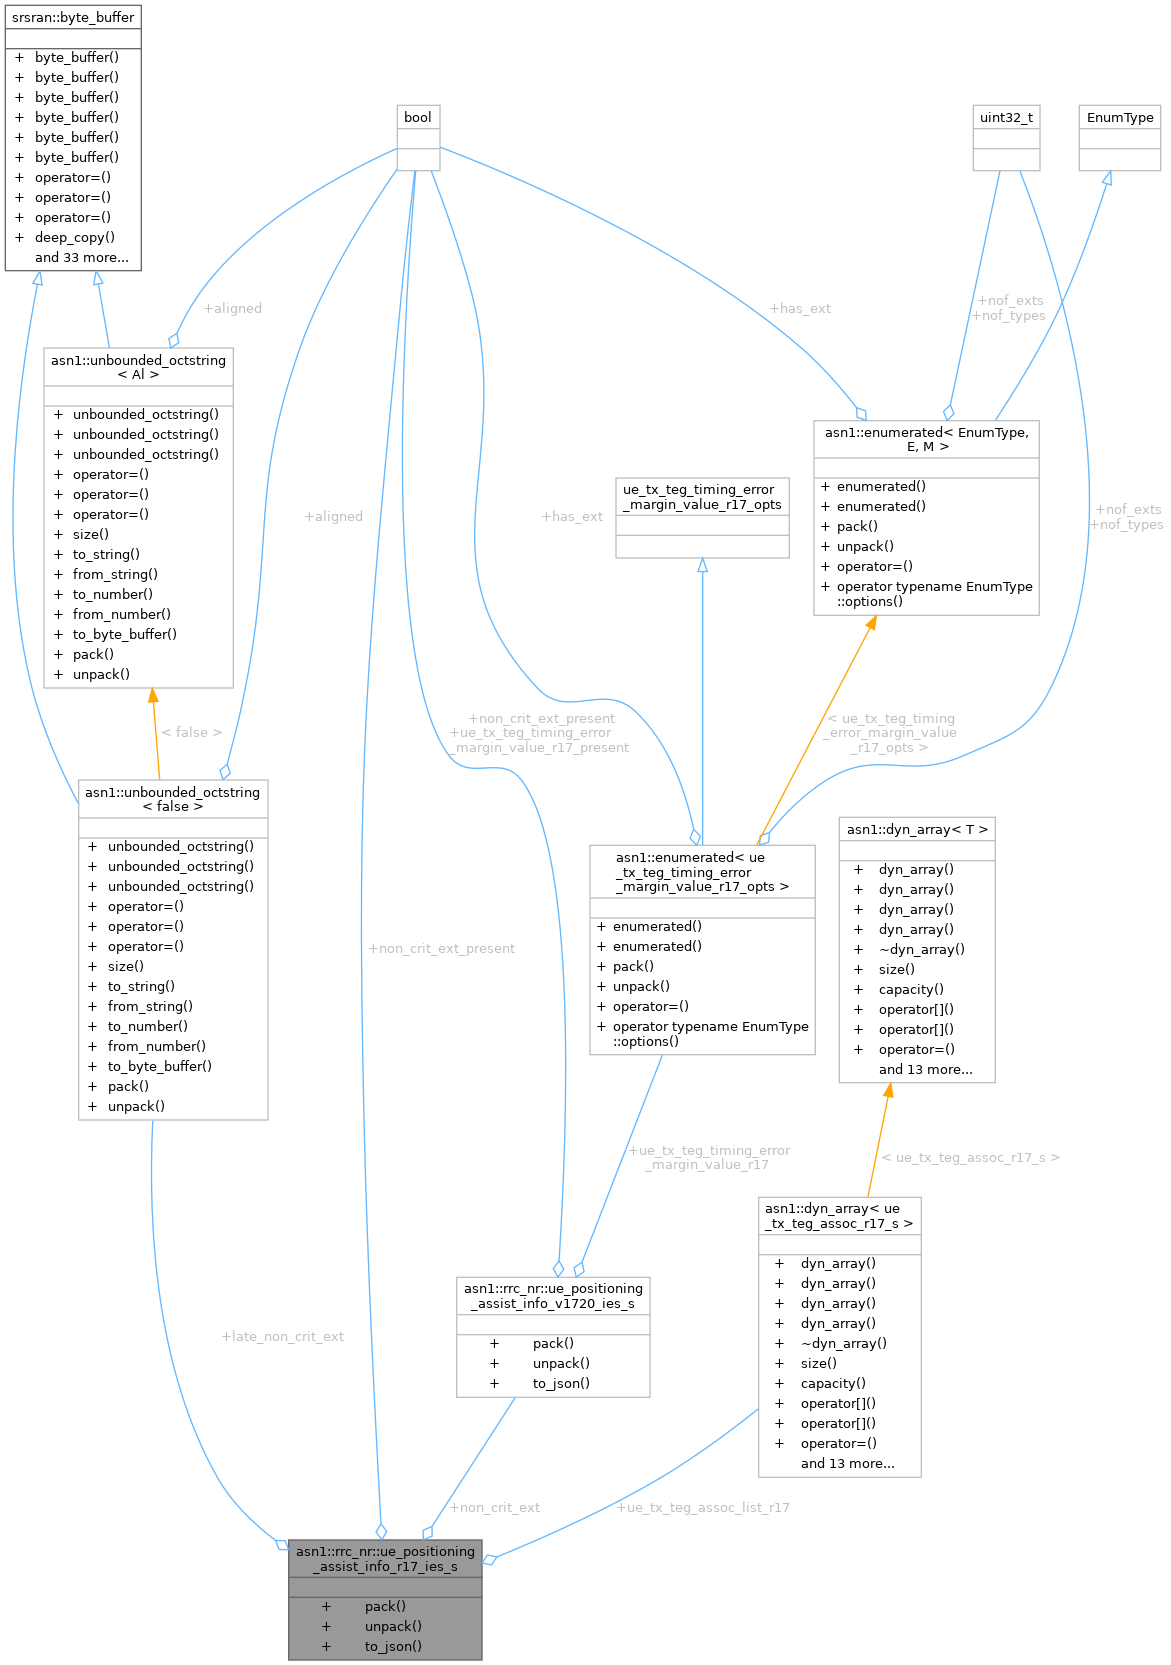 srsran::byte_buffer
+ byte_buffer()
+ byte_buffer()
+ byte_buffer()
+ byte_buffer()
+ byte_buffer()
+ byte_buffer()
+ operator=()
+ operator=()
+ operator=()
+ deep_copy()
and 33 more...
bool
uint32_t
EnumType
+aligned
+has_ext
+nof_exts
+nof_types
asn1::unbounded_octstring
< Al >
+ unbounded_octstring()
+ unbounded_octstring()
+ unbounded_octstring()
+ operator=()
+ operator=()
+ operator=()
+ size()
+ to_string()
+ from_string()
+ to_number()
+ from_number()
+ to_byte_buffer()
+ pack()
+ unpack()
+aligned
+has_ext
ue_tx_teg_timing_error
_margin_value_r17_opts
asn1::enumerated< EnumType,
E, M >
+ enumerated()
+ enumerated()
+ pack()
+ unpack()
+ operator=()
+ operator typename EnumType
::options()
+nof_exts
+nof_types
< false >
+non_crit_ext_present
+ue_tx_teg_timing_error
_margin_value_r17_present
< ue_tx_teg_timing
_error_margin_value
_r17_opts >
asn1::unbounded_octstring
< false >
+ unbounded_octstring()
+ unbounded_octstring()
+ unbounded_octstring()
+ operator=()
+ operator=()
+ operator=()
+ size()
+ to_string()
+ from_string()
+ to_number()
+ from_number()
+ to_byte_buffer()
+ pack()
+ unpack()
+non_crit_ext_present
asn1::enumerated< ue
_tx_teg_timing_error
_margin_value_r17_opts >
+ enumerated()
+ enumerated()
+ pack()
+ unpack()
+ operator=()
+ operator typename EnumType
::options()
asn1::dyn_array< T >
+ dyn_array()
+ dyn_array()
+ dyn_array()
+ dyn_array()
+ ~dyn_array()
+ size()
+ capacity()
+ operator[]()
+ operator[]()
+ operator=()
and 13 more...
+ue_tx_teg_timing_error
_margin_value_r17
< ue_tx_teg_assoc_r17_s >
asn1::dyn_array< ue
_tx_teg_assoc_r17_s >
+ dyn_array()
+ dyn_array()
+ dyn_array()
+ dyn_array()
+ ~dyn_array()
+ size()
+ capacity()
+ operator[]()
+ operator[]()
+ operator=()
and 13 more...
asn1::rrc_nr::ue_positioning
_assist_info_v1720_ies_s
+ pack()
+ unpack()
+ to_json()
+late_non_crit_ext
+non_crit_ext
+ue_tx_teg_assoc_list_r17
asn1::rrc_nr::ue_positioning
_assist_info_r17_ies_s
+ pack()
+ unpack()
+ to_json()